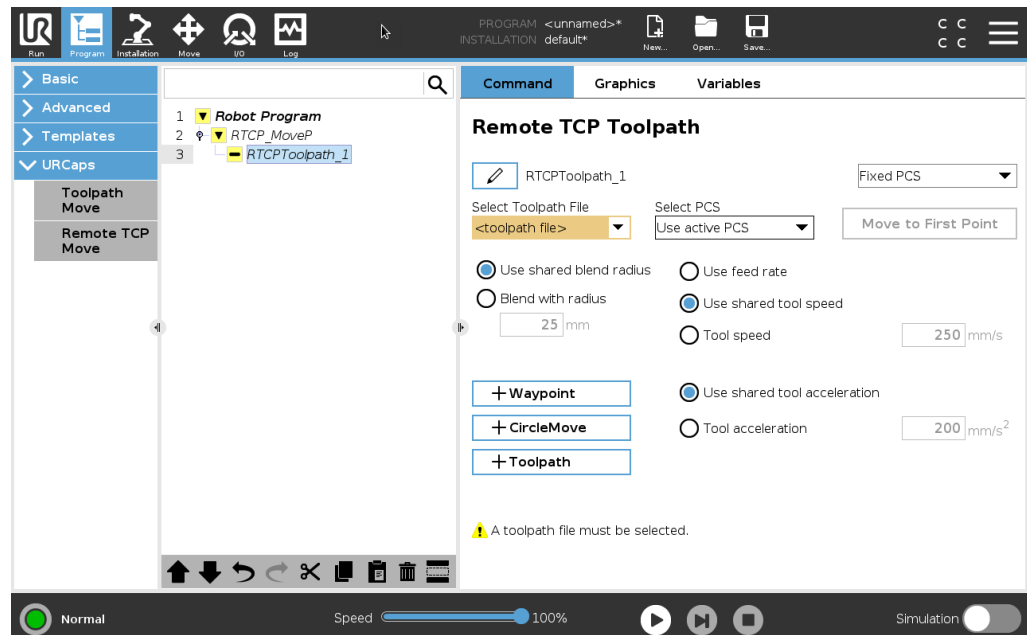 UR
Run
Program
Installation
Move
I/O
Log
PROGRAM <unnamed>*
INSTALLATION default*
New...
Open...
Save...
C C
C C
Basic
Advanced
Templates
URCaps
Toolpath
Move
Remote TCP
Move
1 Robot Program
2 RTCP_MoveP
3 RTCPToolpath_1
Command Graphics Variables
Remote TCP Toolpath
RTCPToolpath_1
Fixed PCS
Select Toolpath File
<toolpath file>
Select PCS
Use active PCS
Move to First Point
Use shared blend radius
Blend with radius
25 mm
Use feed rate
Use shared tool speed
Tool speed 250 mm/s
+Waypoint
+CircleMove
+Toolpath
Use shared tool acceleration
Tool acceleration 200 mm/s²
A toolpath file must be selected.
Normal
Speed 100%
Simulation